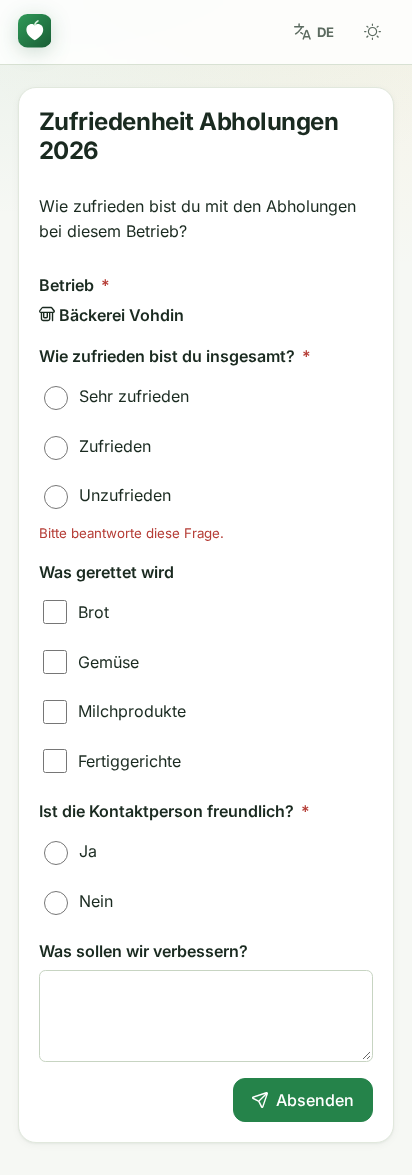 DE
Zufriedenheit Abholungen
2026
Wie zufrieden bist du mit den Abholungen
bei diesem Betrieb?
Betrieb *
Bäckerei Vohdin
Wie zufrieden bist du insgesamt? *
Sehr zufrieden
Zufrieden
Unzufrieden
Bitte beantworte diese Frage.
Was gerettet wird
Brot
Gemüse
Milchprodukte
Fertiggerichte
Ist die Kontaktperson freundlich? *
Ja
Nein
Was sollen wir verbessern?
Absenden